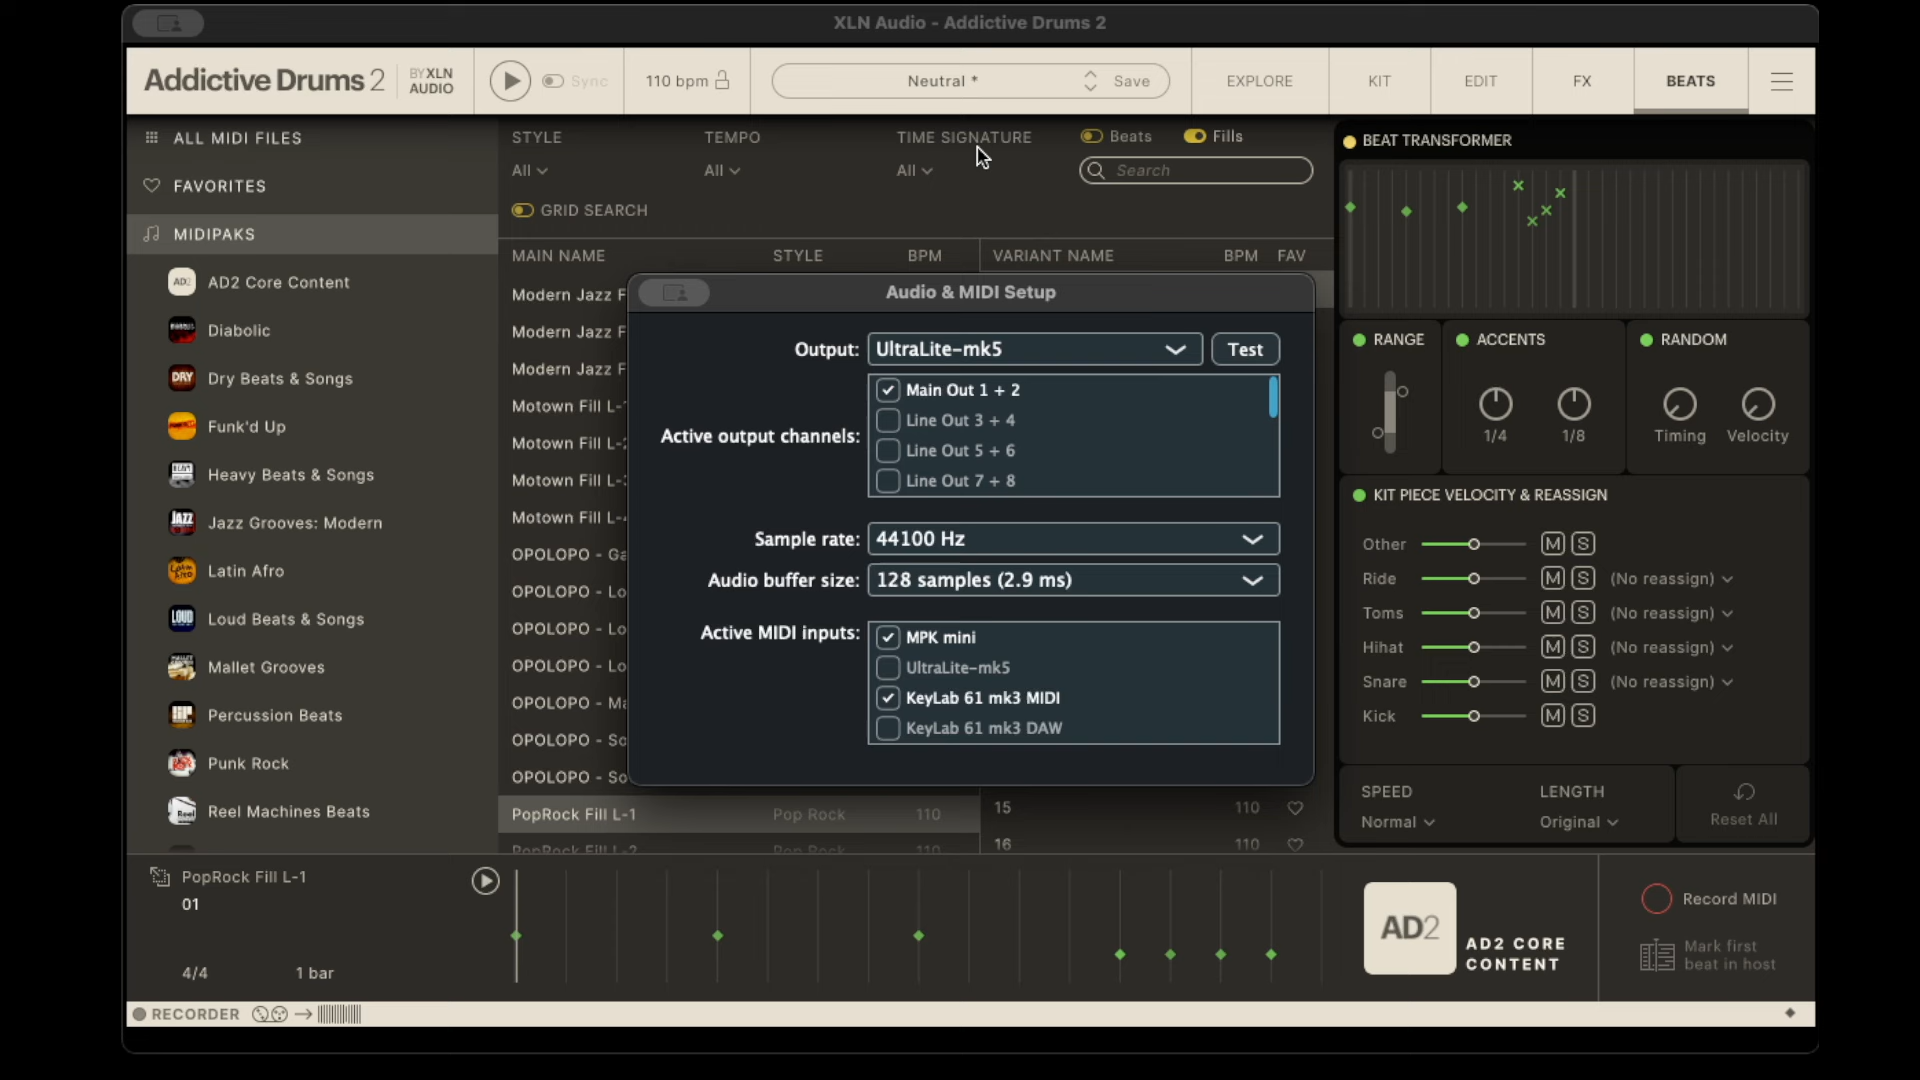 XLN Audio - Addictive Drums 2
Addictive Drums 2
BY XLN AUDIO
Sync
110 bpm
Neutral *
Save
EXPLORE
KIT
EDIT
FX
BEATS
ALL MIDI FILES
FAVORITES
MIDIPAKS
AD2 Core Content
Diabolic
Dry Beats & Songs
Funk'd Up
Heavy Beats & Songs
Jazz Grooves: Modern
Latin Afro
Loud Beats & Songs
Mallet Grooves
Percussion Beats
Punk Rock
Reel Machines Beats
STYLE
TEMPO
TIME SIGNATURE
Beats
Fills
All
All
All
Search
GRID SEARCH
MAIN NAME
STYLE
BPM
VARIANT NAME
BPM
FAV
Modern Jazz F
Modern Jazz F
Modern Jazz F
Motown Fill L-
Motown Fill L-
Motown Fill L-
Motown Fill L-
OPOLOPO - Ga
OPOLOPO - Lo
OPOLOPO - Lo
OPOLOPO - Lo
OPOLOPO - Ma
OPOLOPO - So
OPOLOPO - So
PopRock Fill L-1
Pop Rock
110
15
110
PopRock Fill L-2
Pop Rock
110
16
110
Audio & MIDI Setup
Output:
UltraLite-mk5
Test
Active output channels:
Main Out 1 + 2
Line Out 3 + 4
Line Out 5 + 6
Line Out 7 + 8
Sample rate:
44100 Hz
Audio buffer size:
128 samples (2.9 ms)
Active MIDI inputs:
MPK mini
UltraLite-mk5
KeyLab 61 mk3 MIDI
KeyLab 61 mk3 DAW
BEAT TRANSFORMER
RANGE
ACCENTS
RANDOM
1/4
1/8
Timing
Velocity
KIT PIECE VELOCITY & REASSIGN
Other M S
Ride M S (No reassign)
Toms M S (No reassign)
Hihat M S (No reassign)
Snare M S (No reassign)
Kick M S
SPEED
LENGTH
Normal
Original
Reset All
PopRock Fill L-1
01
4/4
1 bar
AD2
AD2 CORE
CONTENT
Record MIDI
Mark first
beat in host
RECORDER